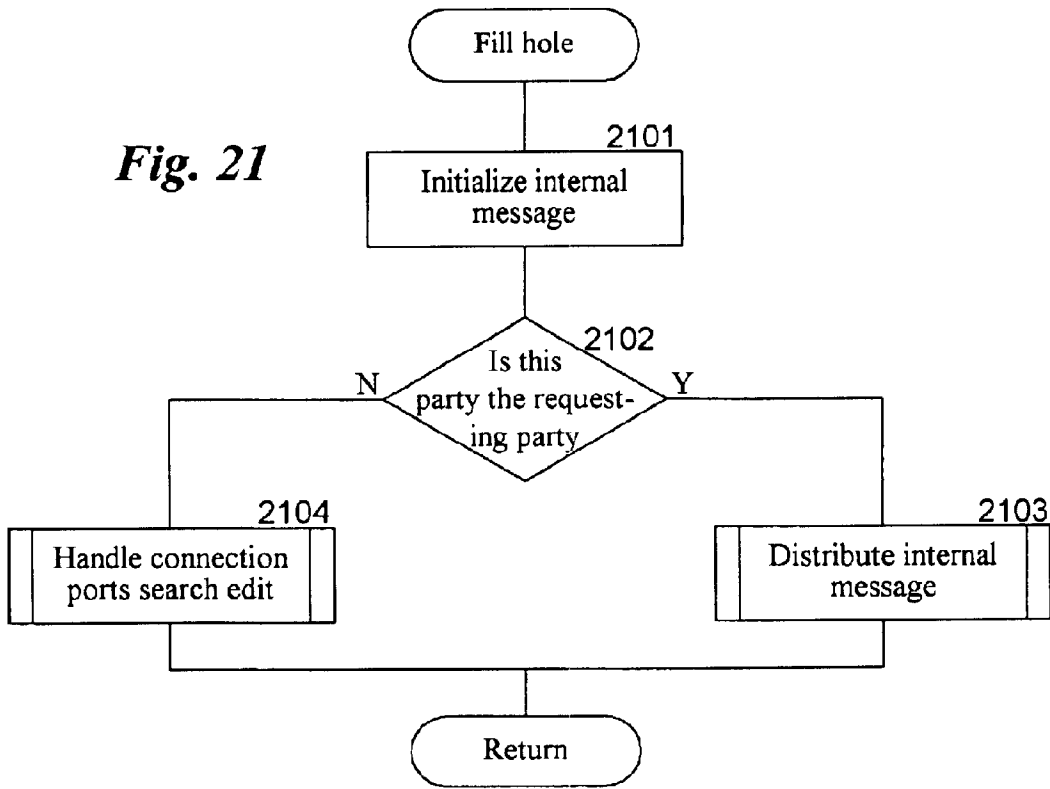 Fill hole
Fig. 21
2101
Initialize internal
message
2102
Is this
party the request-
ing party
N
Y
2104
Handle connection
ports search edit
2103
Distribute internal
message
Return